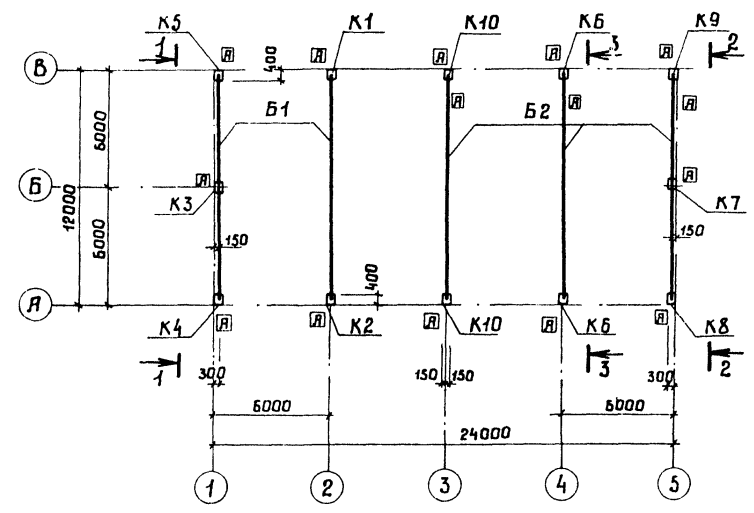 К5 К1 К10 К6 К9
1 Я Я Я Я 3 Я 2
В 400
Я Я Я
6000 Б1 Б2
Б Я Я
12000 К3 К7
6000 150 150
400
А
К4 Я К2 Я К10 Я К6 Я К8 Я
1 300 150 150 3 300 2
6000 6000
24000
1 2 3 4 5